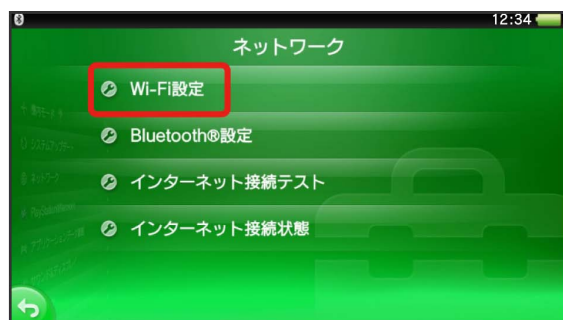 12:34
ネットワーク
Wi-Fi設定
Bluetooth®設定
インターネット接続テスト
インターネット接続状態